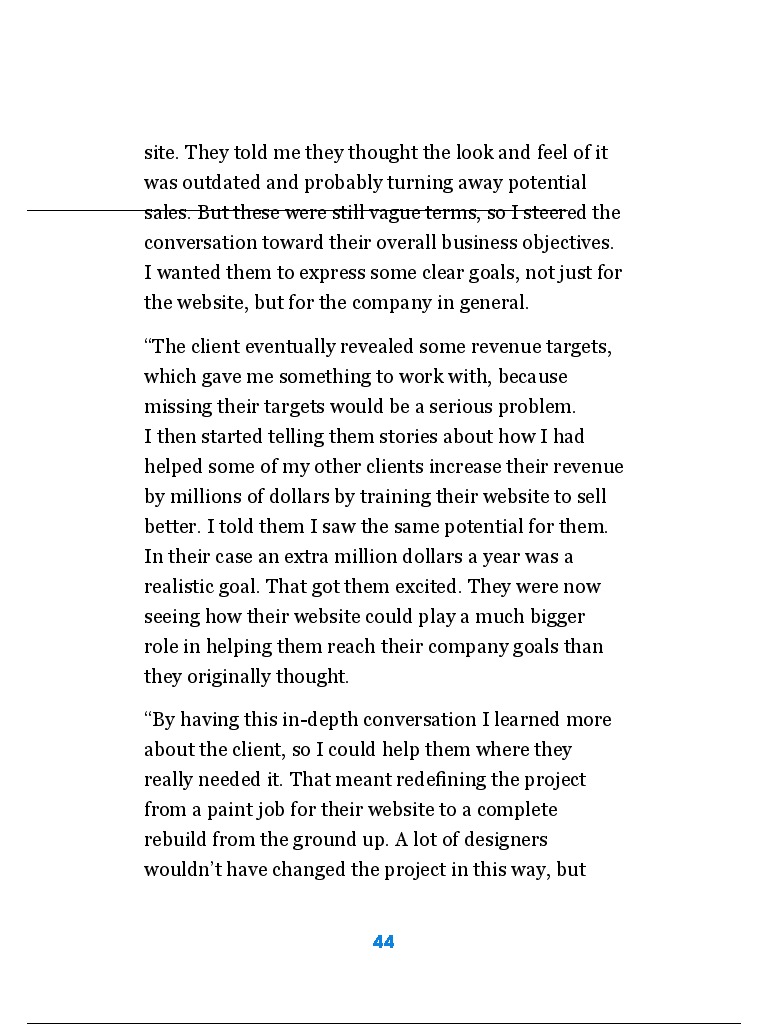 site. They told me they thought the look and feel of it
was outdated and probably turning away potential
sales. But these were still vague terms, so I steered the
conversation toward their overall business objectives.
I wanted them to express some clear goals, not just for
the website, but for the company in general.
“The client eventually revealed some revenue targets,
which gave me something to work with, because
missing their targets would be a serious problem.
I then started telling them stories about how I had
helped some of my other clients increase their revenue
by millions of dollars by training their website to sell
better. I told them I saw the same potential for them.
In their case an extra million dollars a year was a
realistic goal. That got them excited. They were now
seeing how their website could play a much bigger
role in helping them reach their company goals than
they originally thought.
“By having this in-depth conversation I learned more
about the client, so I could help them where they
really needed it. That meant redefining the project
from a paint job for their website to a complete
rebuild from the ground up. A lot of designers
wouldn’t have changed the project in this way, but
44